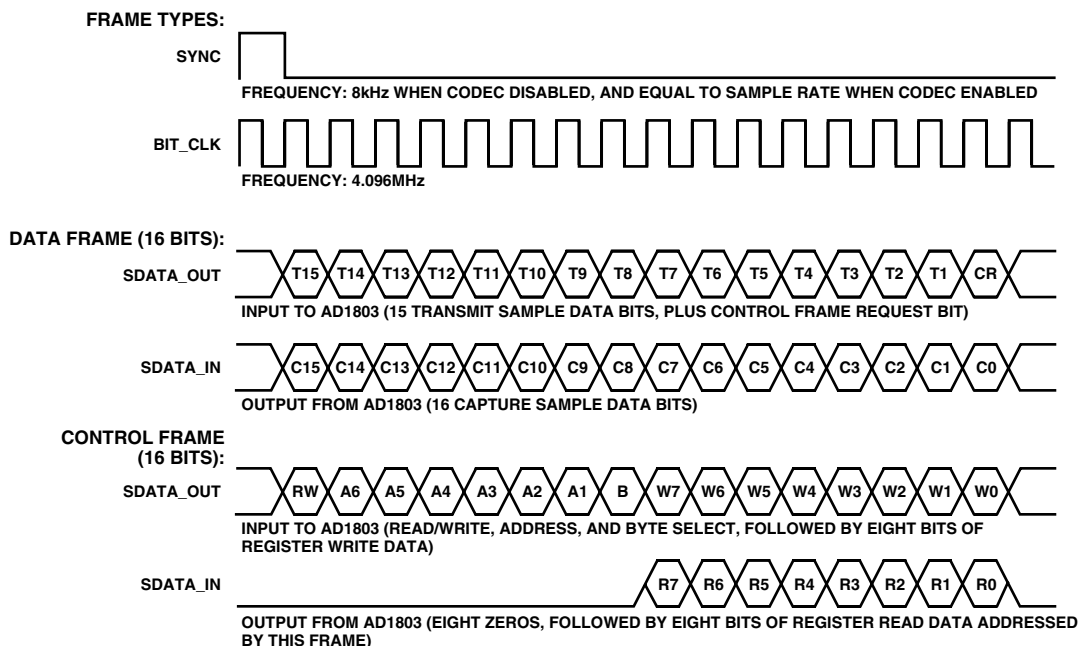 FRAME TYPES:
SYNC
FREQUENCY: 8kHz WHEN CODEC DISABLED, AND EQUAL TO SAMPLE RATE WHEN CODEC ENABLED
BIT_CLK
FREQUENCY: 4.096MHz
DATA FRAME (16 BITS):
SDATA_OUT T15 T14 T13 T12 T11 T10 T9 T8 T7 T6 T5 T4 T3 T2 T1 CR
INPUT TO AD1803 (15 TRANSMIT SAMPLE DATA BITS, PLUS CONTROL FRAME REQUEST BIT)
SDATA_IN C15 C14 C13 C12 C11 C10 C9 C8 C7 C6 C5 C4 C3 C2 C1 C0
OUTPUT FROM AD1803 (16 CAPTURE SAMPLE DATA BITS)
CONTROL FRAME
(16 BITS):
SDATA_OUT RW A6 A5 A4 A3 A2 A1 B W7 W6 W5 W4 W3 W2 W1 W0
INPUT TO AD1803 (READ/WRITE, ADDRESS, AND BYTE SELECT, FOLLOWED BY EIGHT BITS OF
REGISTER WRITE DATA)
SDATA_IN R7 R6 R5 R4 R3 R2 R1 R0
OUTPUT FROM AD1803 (EIGHT ZEROS, FOLLOWED BY EIGHT BITS OF REGISTER READ DATA ADDRESSED
BY THIS FRAME)